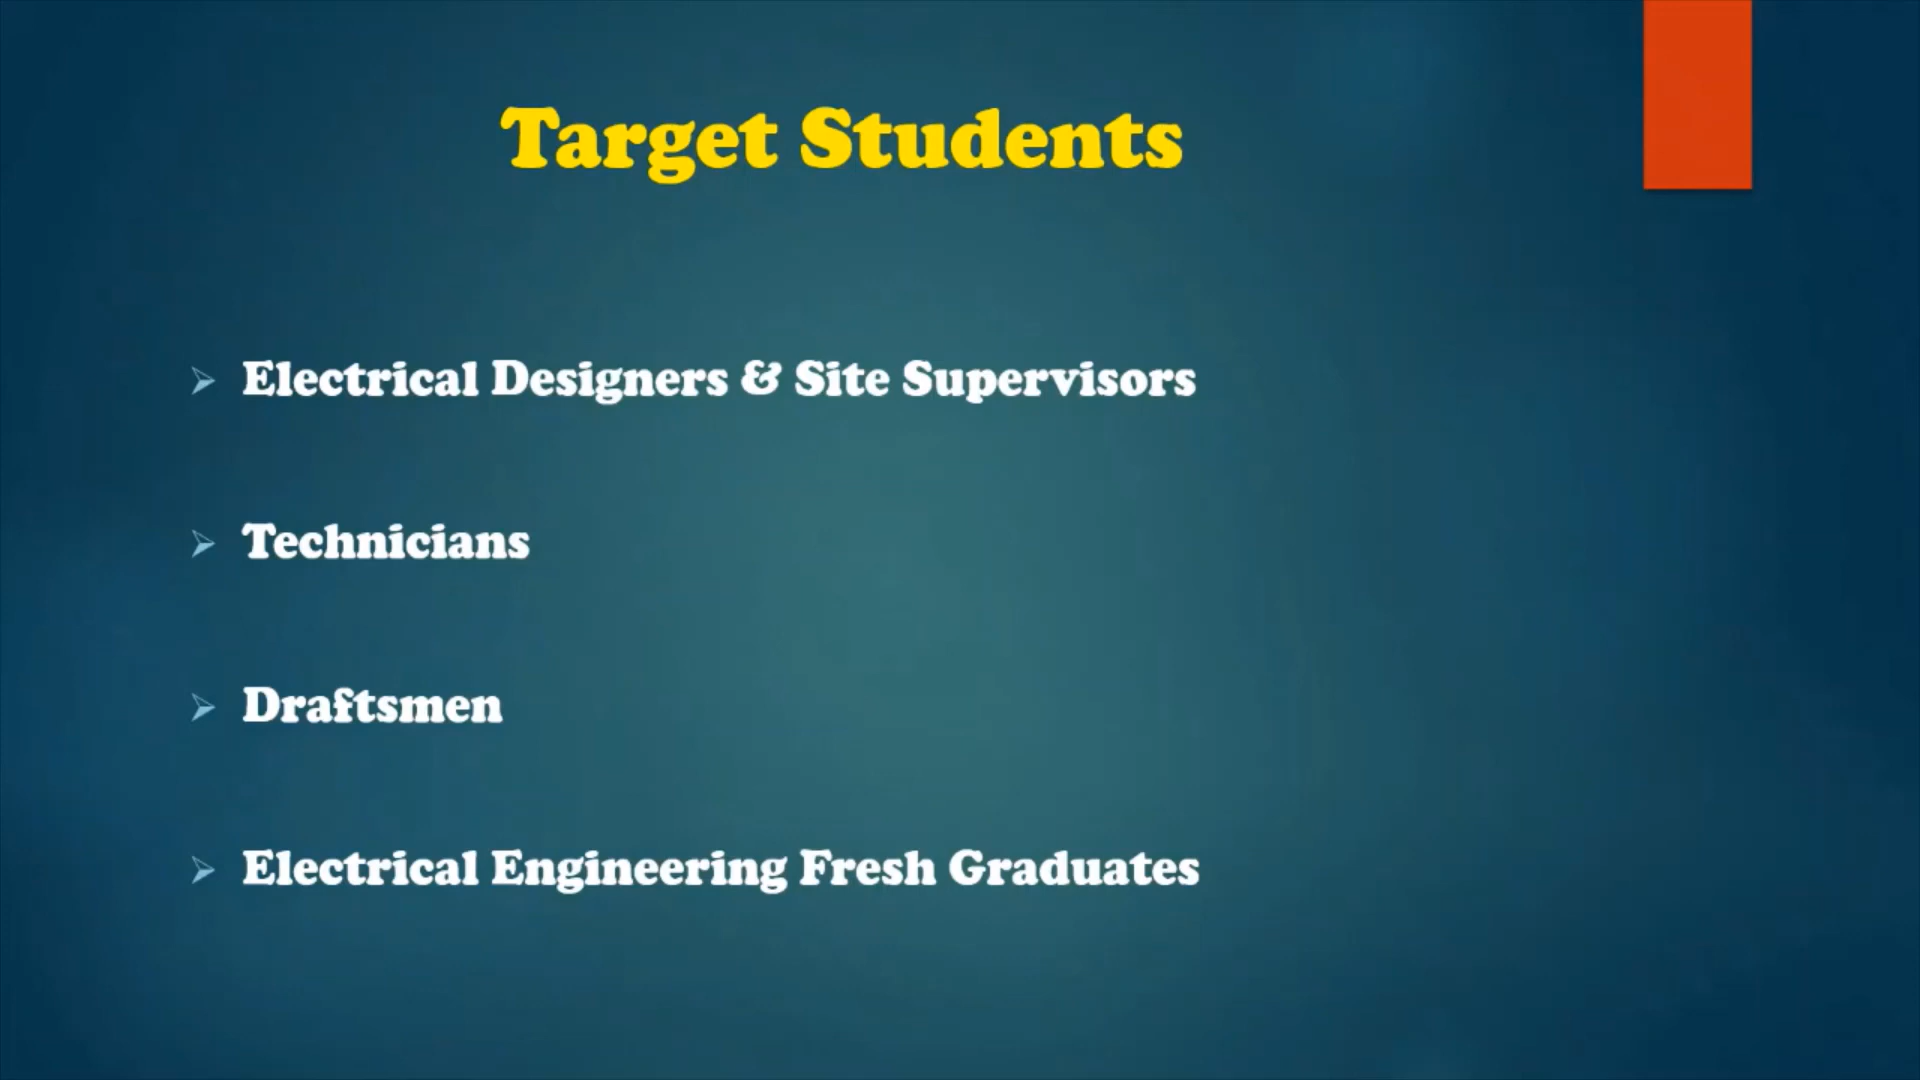 Target Students
Electrical Designers & Site Supervisors
Technicians
Draftsmen
Electrical Engineering Fresh Graduates